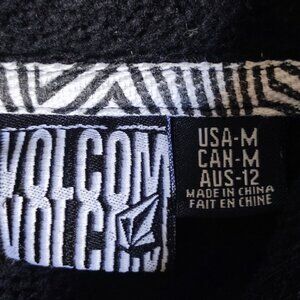 VOLCOM
USA-M
CAN-M
AUS-12
MADE IN CHINA
FAIT EN CHINE